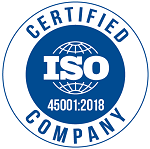 CERTIFIED
ISO
45001:2018
COMPANY